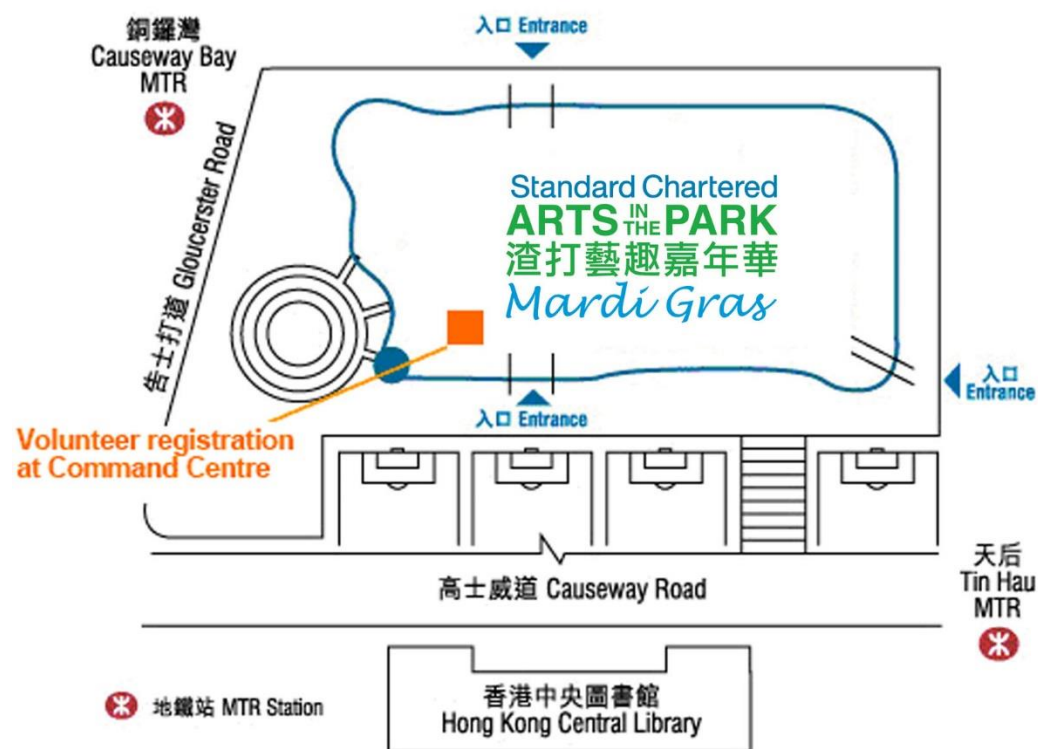 銅鑼灣
Causeway Bay
MTR
入口 Entrance
告士打道 Gloucerster Road
Standard Chartered
ARTS IN THE PARK
渣打藝趣嘉年華
Mardi Gras
入口
Entrance
入口 Entrance
Volunteer registration
at Command Centre
高士威道 Causeway Road
天后
Tin Hau
MTR
地鐵站 MTR Station
香港中央圖書館
Hong Kong Central Library